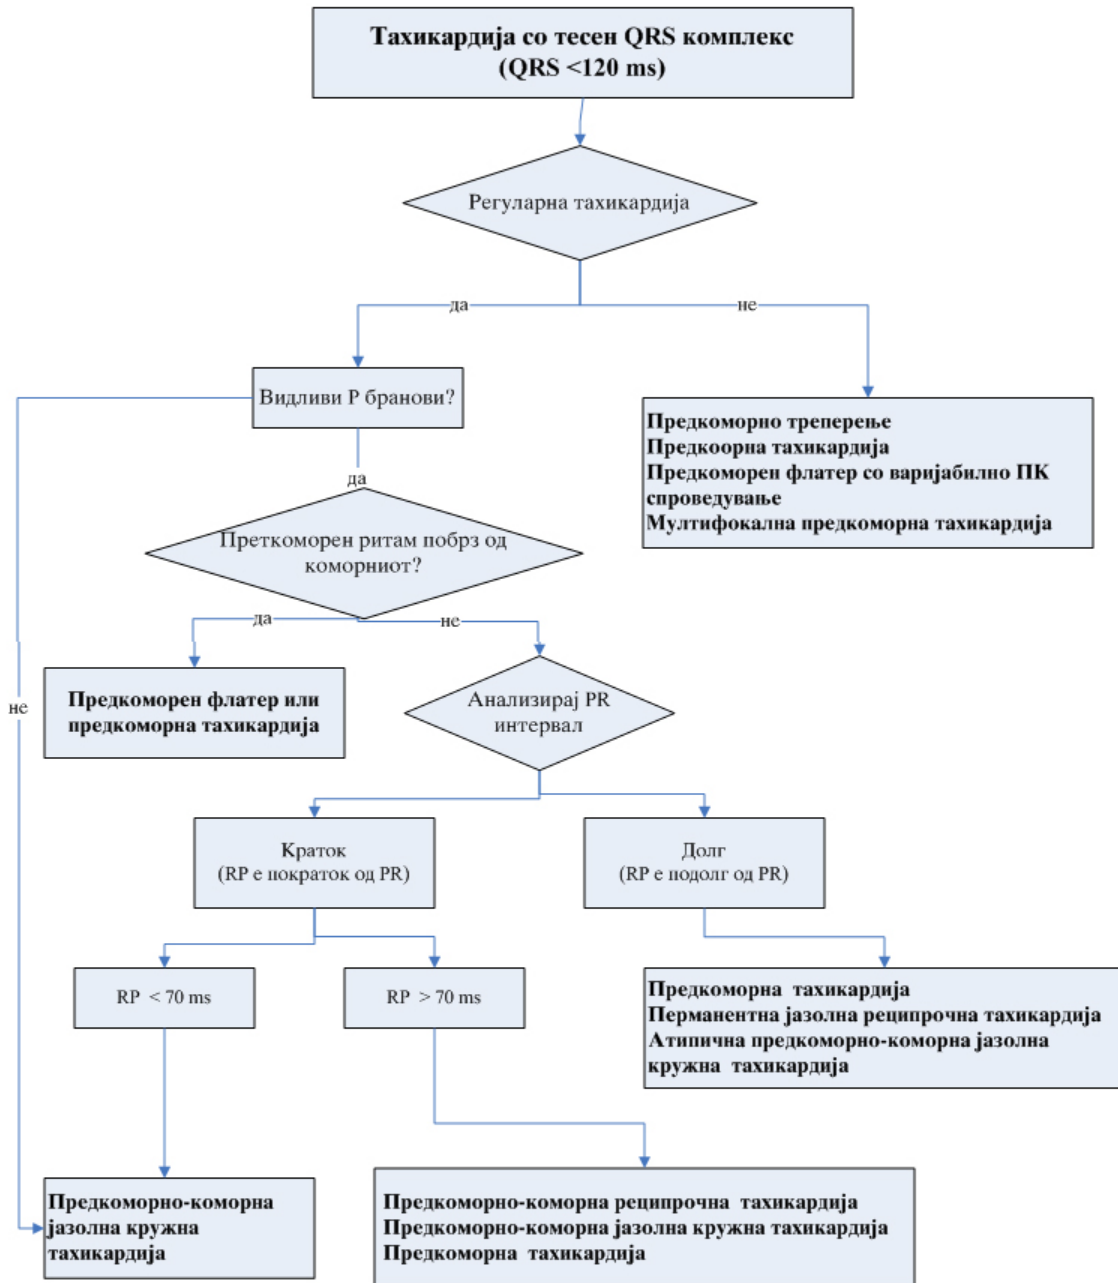 Тахикардија со тесен QRS комплекс
(QRS <120 ms)
Регуларна тахикардија
да
не
Видливи P бранови?
Предкоморно треперење
Предкоорна тахикардија
Предкоморен флатер со варијабилно ПК
спроведување
Мултифокална предкоморна тахикардија
да
Преткоморен ритам побрз од
коморниот?
да
не
Предкоморен флатер или
предкоморна тахикардија
Анализирај PR
интервал
не
Краток
(RP е пократок од PR)
Долг
(RP е подолг од PR)
RP < 70 ms
RP > 70 ms
Предкоморна тахикардија
Перманентна јазолна реципрочна тахикардија
Атипична предкоморно-коморна јазолна
кружна тахикардија
Предкоморно-коморна
јазолна кружна
тахикардија
Предкоморно-коморна реципрочна тахикардија
Предкоморно-коморна јазолна кружна тахикардија
Предкоморна тахикардија